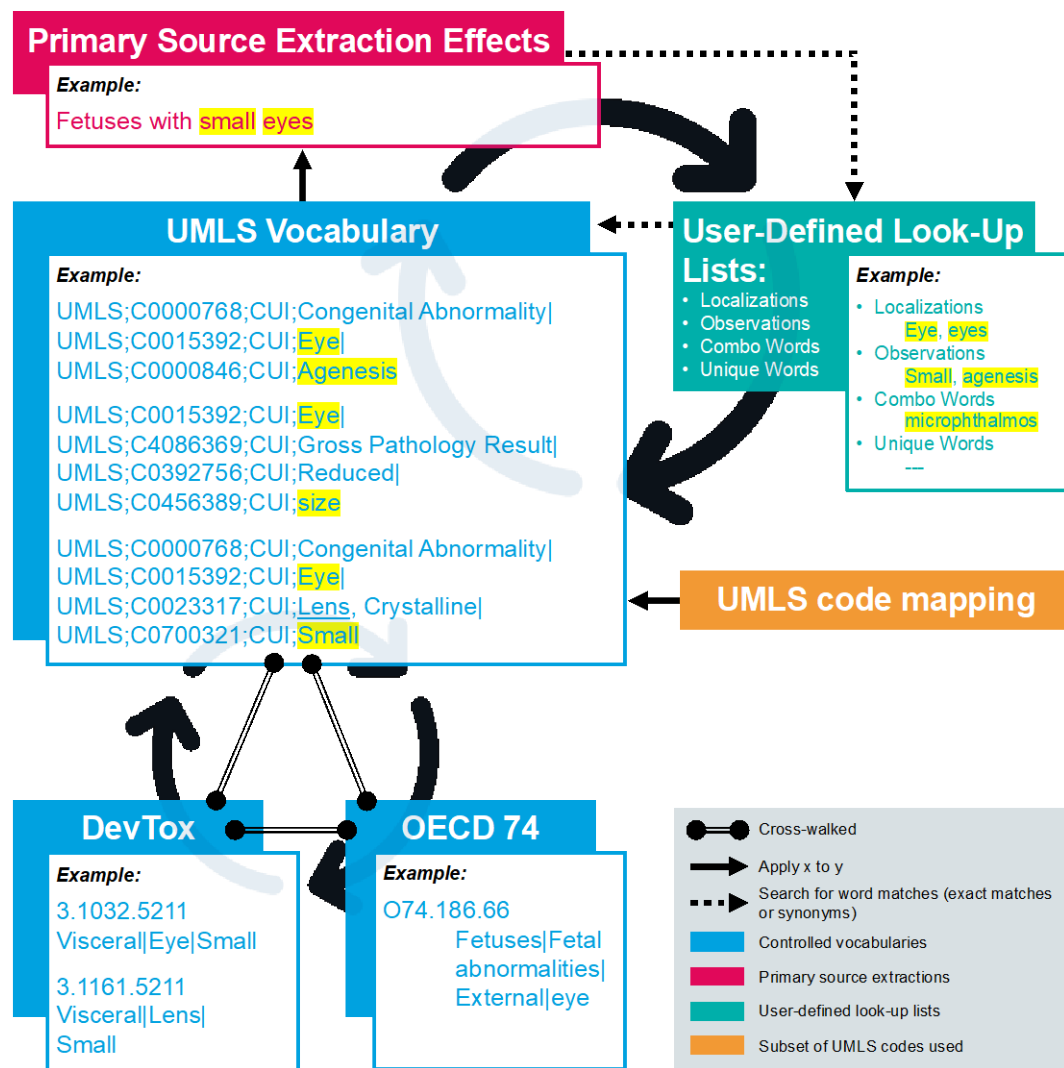 Primary Source Extraction Effects
Example:
Fetuses with small eyes
UMLS Vocabulary
Example:
UMLS;C0000768;CUI;Congenital Abnormality|
UMLS;C0015392;CUI;Eye|
UMLS;C0000846;CUI;Agenesis
UMLS;C0015392;CUI;Eye|
UMLS;C4086369;CUI;Gross Pathology Result|
UMLS;C0392756;CUI;Reduced|
UMLS;C0456389;CUI;size
UMLS;C0000768;CUI;Congenital Abnormality|
UMLS;C0015392;CUI;Eye|
UMLS;C0023317;CUI;Lens, Crystalline|
UMLS;C0700321;CUI;Small
User-Defined Look-Up
Lists:
• Localizations
• Observations
• Combo Words
• Unique Words
Example:
• Localizations
Eye, eyes
• Observations
Small, agenesis
• Combo Words
microphthalmos
• Unique Words
---
UMLS code mapping
DevTox
Example:
3.1032.5211
Visceral|Eye|Small
3.1161.5211
Visceral|Lens|
Small
OECD 74
Example:
O74.186.66
Fetuses|Fetal
abnormalities|
External|eye
Cross-walked
Apply x to y
Search for word matches (exact matches
or synonyms)
Controlled vocabularies
Primary source extractions
User-defined look-up lists
Subset of UMLS codes used